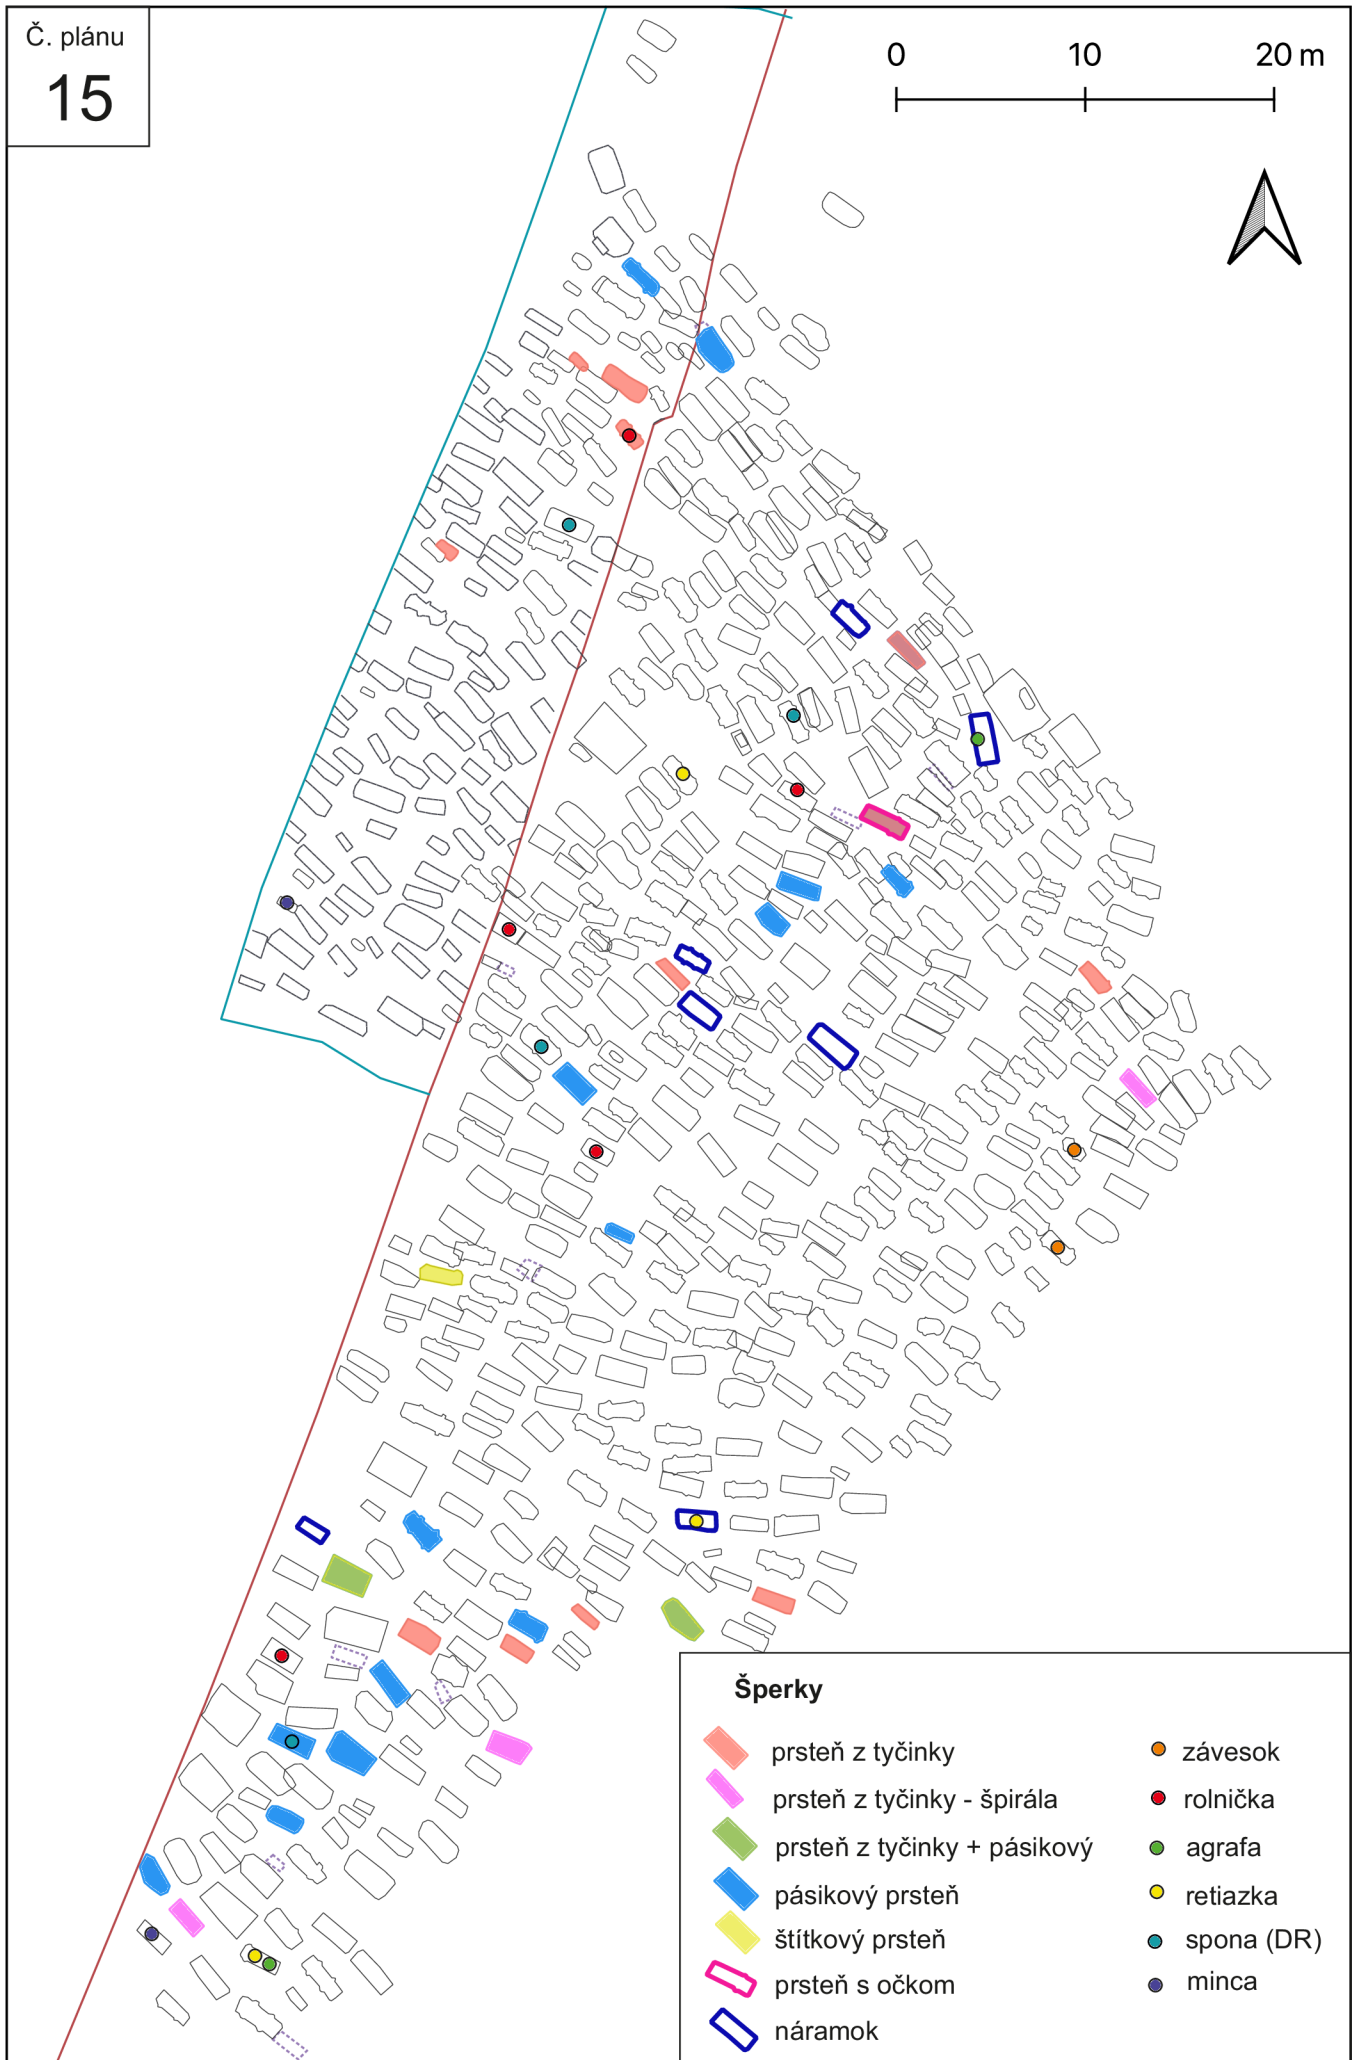 Č. plánu
15
0 10 20 m
Šperky
prsteň z tyčinky
prsteň z tyčinky - špirála
prsteň z tyčinky + pásikový
pásikový prsteň
štítkový prsteň
prsteň s očkom
náramok
závesok
rolnička
agrafa
retiazka
spona (DR)
minca